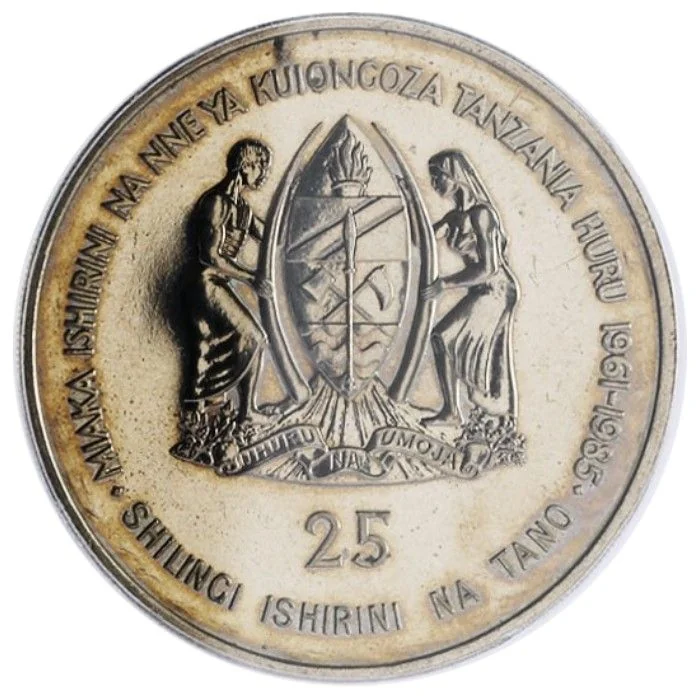 MIAKA ISHIRINI NA NNE YA KUIONGOZA TANZANIA HURU 1961-1985
UHURU NA UMOJA
25
SHILINGI ISHIRINI NA TANO